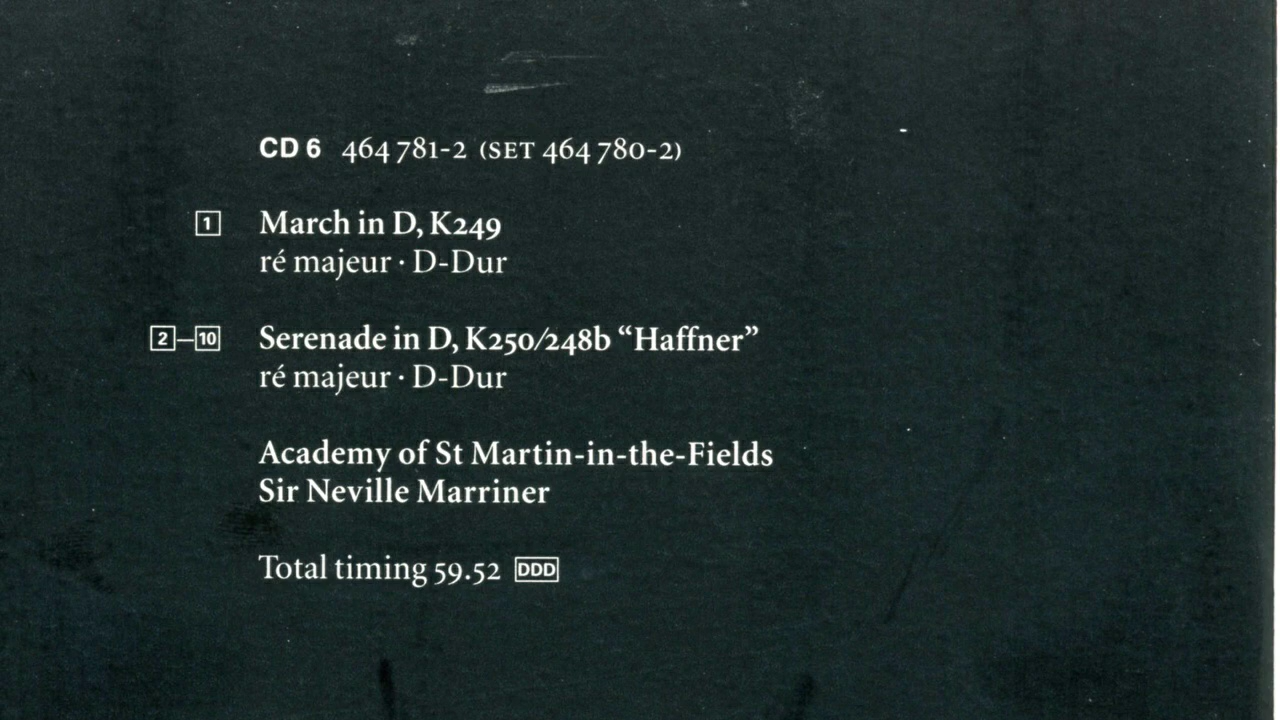 CD 6 464 781-2 (SET 464 780-2)
1 March in D, K249
ré majeur · D-Dur
2–10 Serenade in D, K250/248b “Haffner”
ré majeur · D-Dur
Academy of St Martin-in-the-Fields
Sir Neville Marriner
Total timing 59.52 DDD